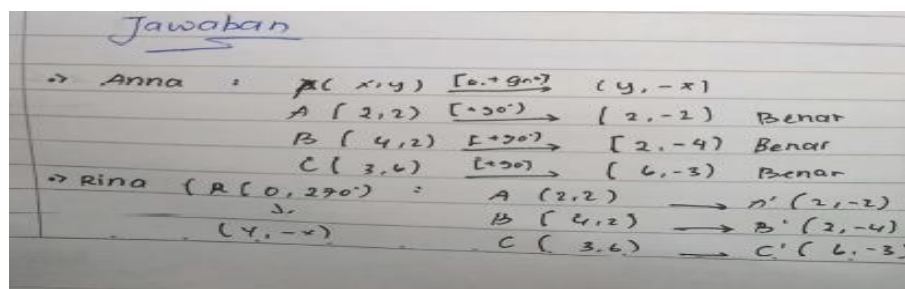 Jawaban
=> Anna : A( x,y) [0.+ 90°] (y, -x)
A ( 2,2) [+90°] ( 2. -2) Benar
B ( 4,2) [+90°] [ 2. -4) Benar
C( 3,6) [+90] ( 6,-3) Benar
=> Rina ( R ( 0, 270°) : A (2,2) → A' (2,-2)
B ( 4,2) → B' (2,-4)
(y, -x) C ( 3.6) → C' ( 6.-3)